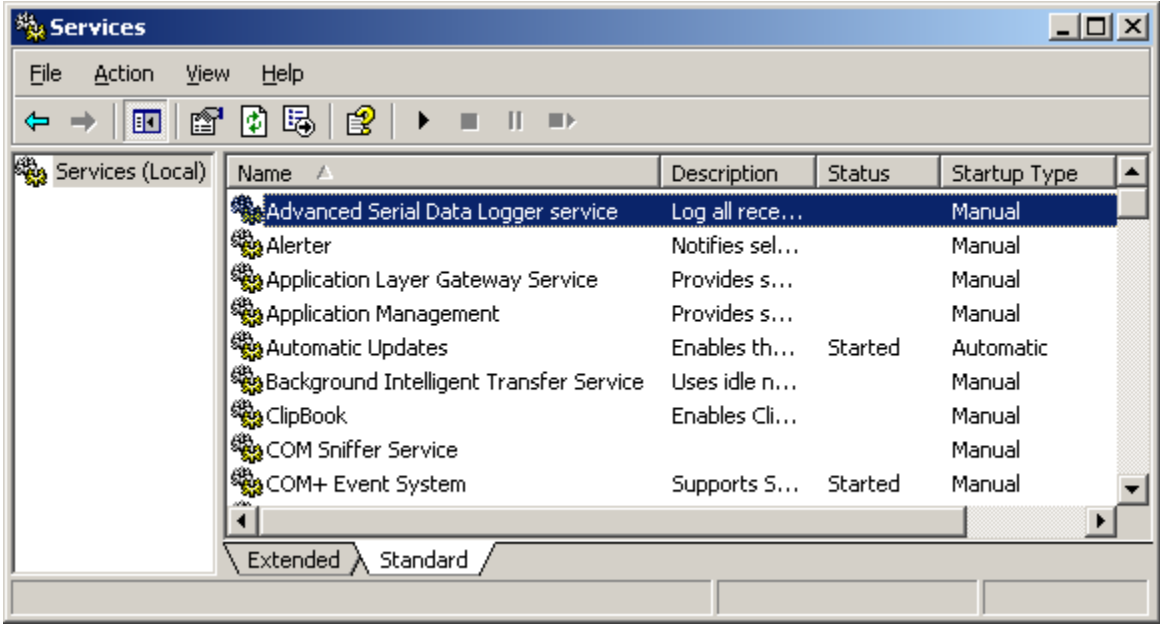 Services
File Action View Help
Services (Local)
Name Description Status Startup Type
Advanced Serial Data Logger service Log all rece... Manual
Alerter Notifies sel... Manual
Application Layer Gateway Service Provides s... Manual
Application Management Provides s... Manual
Automatic Updates Enables th... Started Automatic
Background Intelligent Transfer Service Uses idle n... Manual
ClipBook Enables Cli... Manual
COM Sniffer Service Manual
COM+ Event System Supports S... Started Manual
Extended Standard